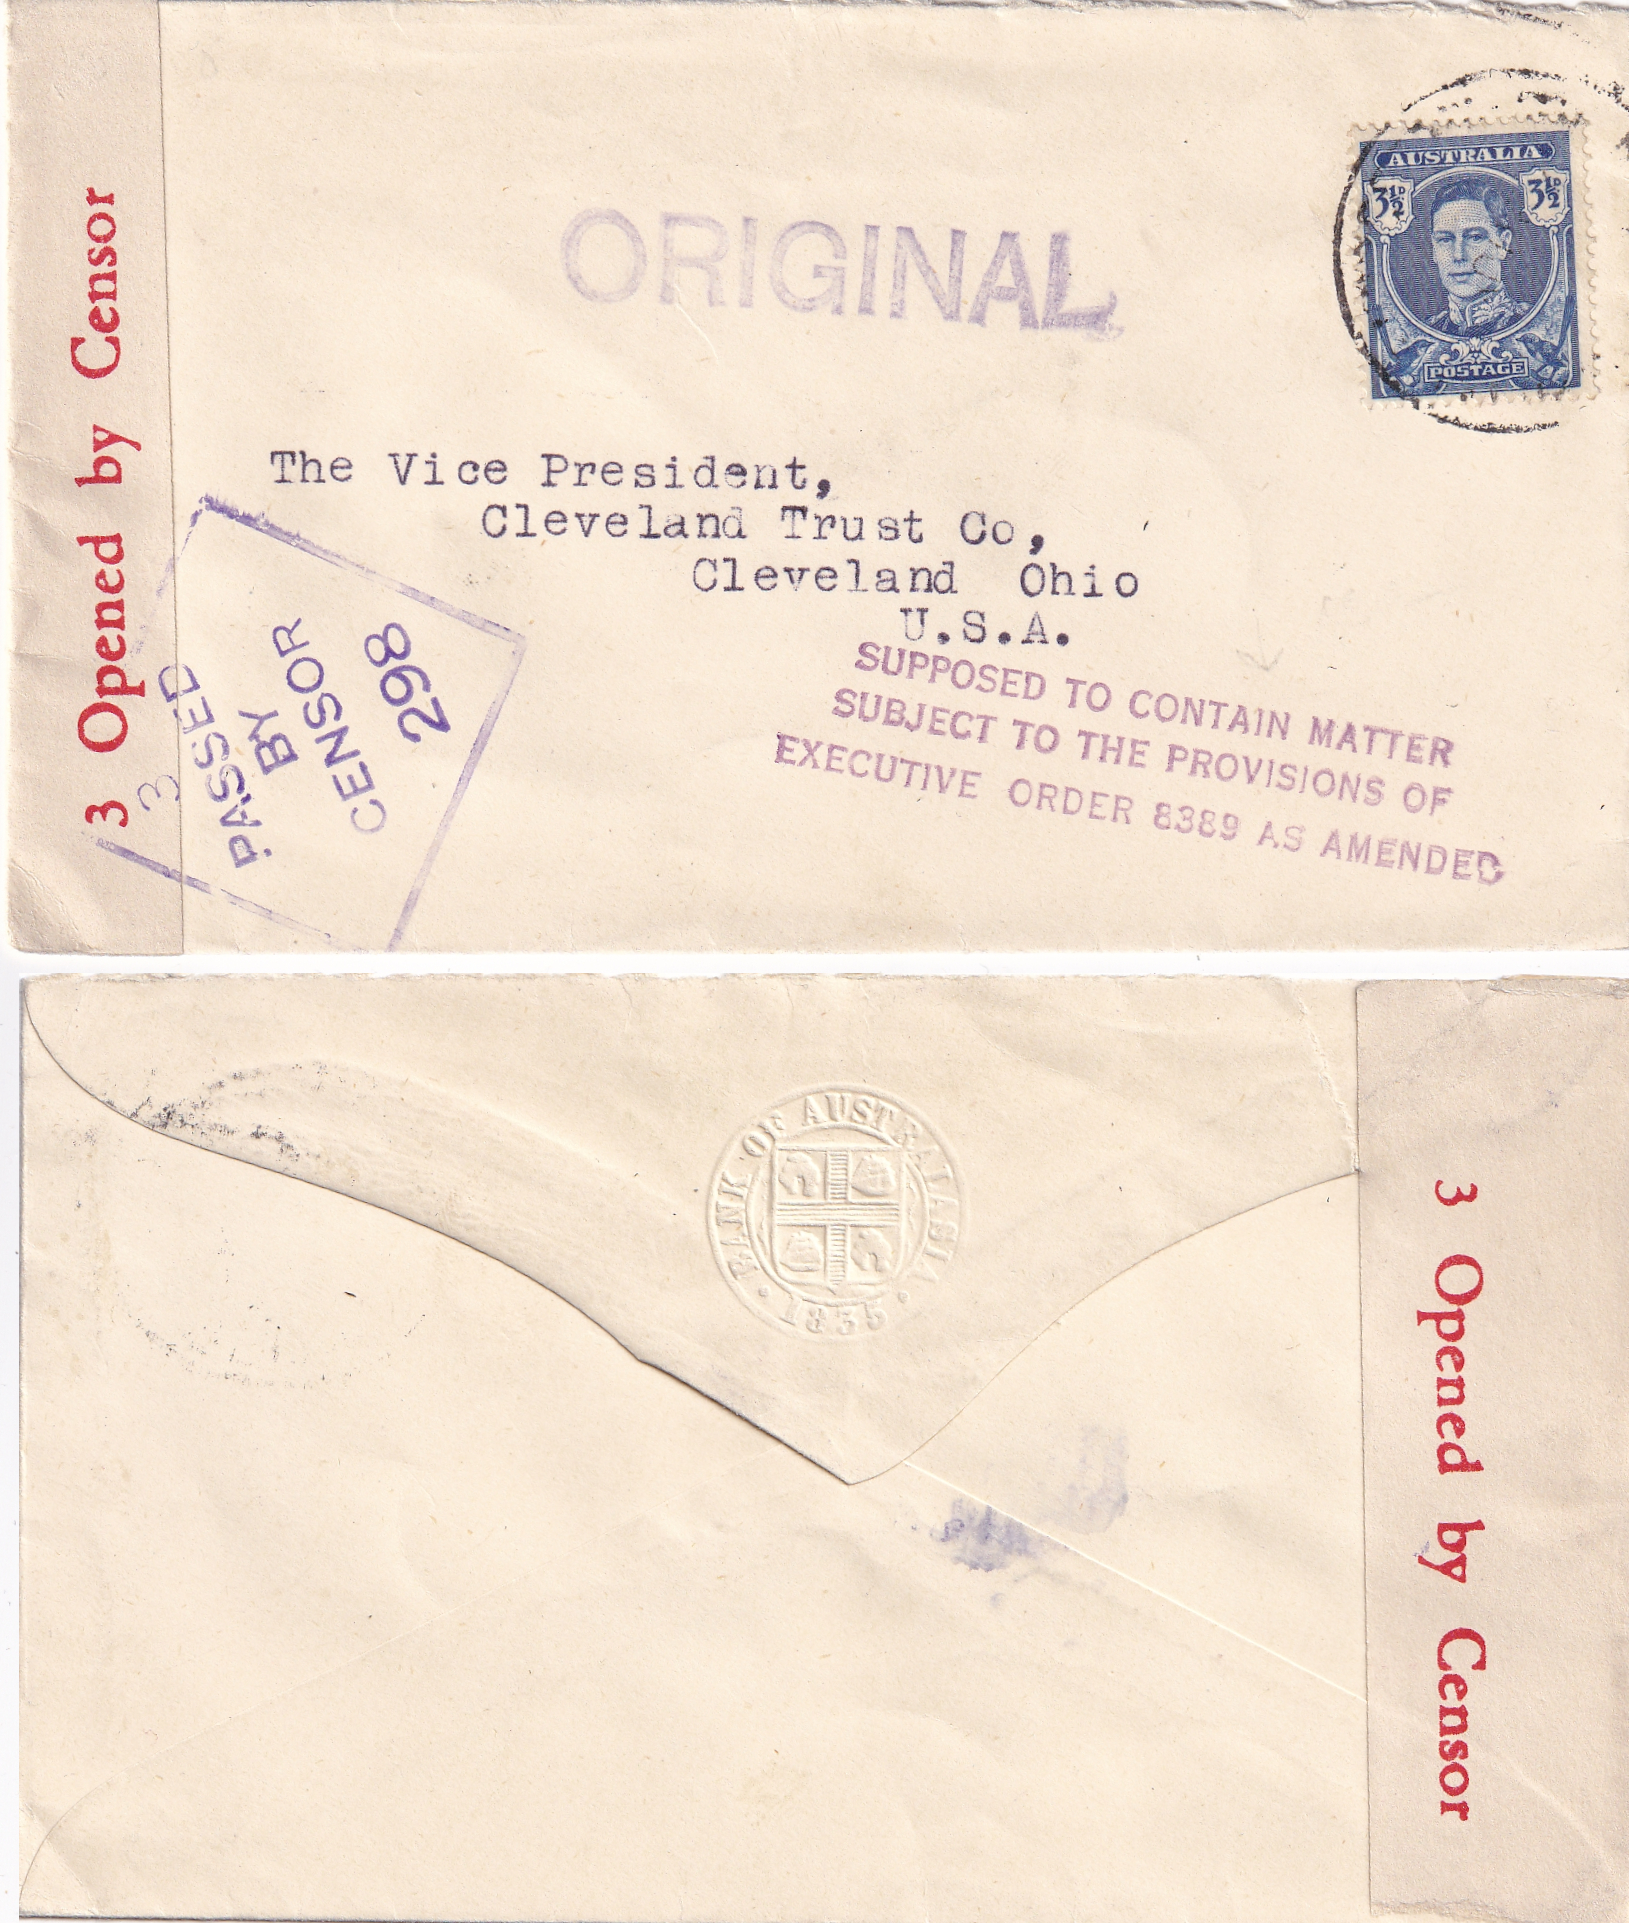 3 Opened by Censor
ORIGINAL
AUSTRALIA
3½D
3½D
POSTAGE
The Vice President,
Cleveland Trust Co,
Cleveland Ohio
U.S.A.
3
PASSED
BY
CENSOR
298
SUPPOSED TO CONTAIN MATTER
SUBJECT TO THE PROVISIONS OF
EXECUTIVE ORDER 8389 AS AMENDED
BANK OF AUSTRALASIA
· 1835 ·
3 Opened by Censor